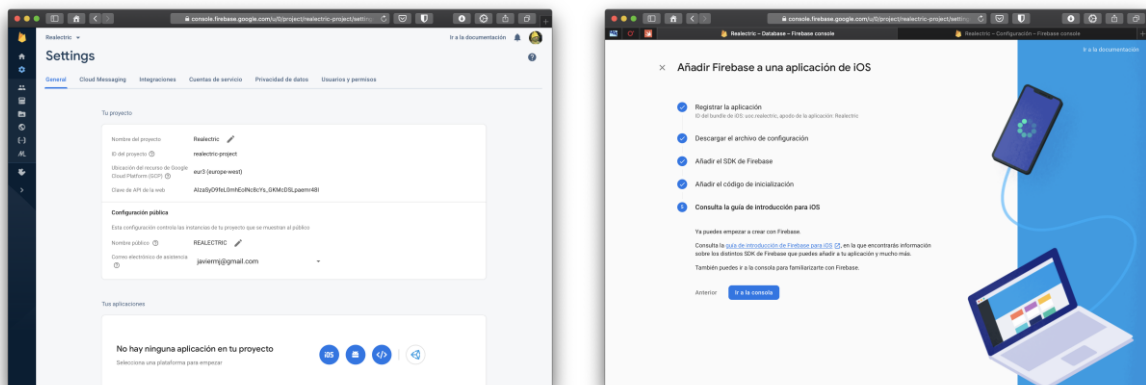 console.firebase.google.com/u/0/project/realectric-project/settin
Realectric
Ir a la documentación
Settings
General Cloud Messaging Integraciones Cuentas de servicio Privacidad de datos Usuarios y permisos
Tu proyecto
Nombre del proyecto Realectric
ID del proyecto realectric-project
Ubicación del recurso de Google
Cloud Platform (GCP) eur3 (europe-west)
Clave de API de la web
Configuración pública
Esta configuración controla las instancias de tu proyecto que se muestran al público
Nombre público REALECTRIC
Correo electrónico de asistencia javiermj@gmail.com
Tus aplicaciones
No hay ninguna aplicación en tu proyecto
Selecciona una plataforma para empezar
iOS
console.firebase.google.com/u/0/project/realectric-project/settin
Realectric – Database – Firebase console
Realectric – Configuración – Firebase console
Ir a la documentación
Añadir Firebase a una aplicación de iOS
Registrar la aplicación
ID del bundle de iOS: uoc.realectric, apodo de la aplicación: Realectric
Descargar el archivo de configuración
Añadir el SDK de Firebase
Añadir el código de inicialización
5 Consulta la guía de introducción para iOS
Ya puedes empezar a crear con Firebase.
Consulta la guía de introducción de Firebase para iOS, en la que encontrarás información
sobre los distintos SDK de Firebase que puedes añadir a tu aplicación y mucho más.
También puedes ir a la consola para familiarizarte con Firebase.
Anterior Ir a la consola